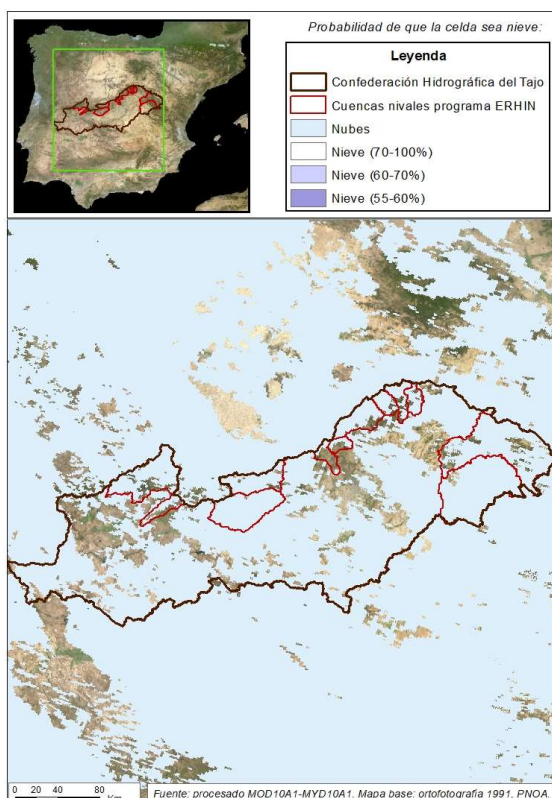 Probabilidad de que la celda sea nieve:
Leyenda
Confederación Hidrográfica del Tajo
Cuencas nivales programa ERHIN
Nubes
Nieve (70-100%)
Nieve (60-70%)
Nieve (55-60%)
0 20 40 80
Km
Fuente: procesado MOD10A1-MYD10A1. Mapa base: ortofotografía 1991. PNOA.